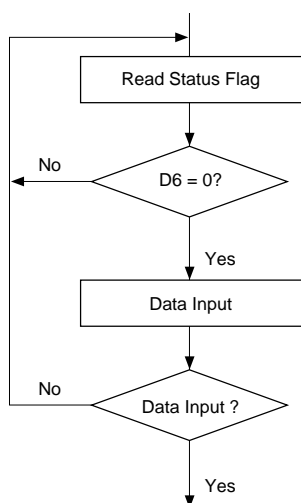 Read Status Flag
No
D6 = 0?
Yes
Data Input
No
Data Input ?
Yes